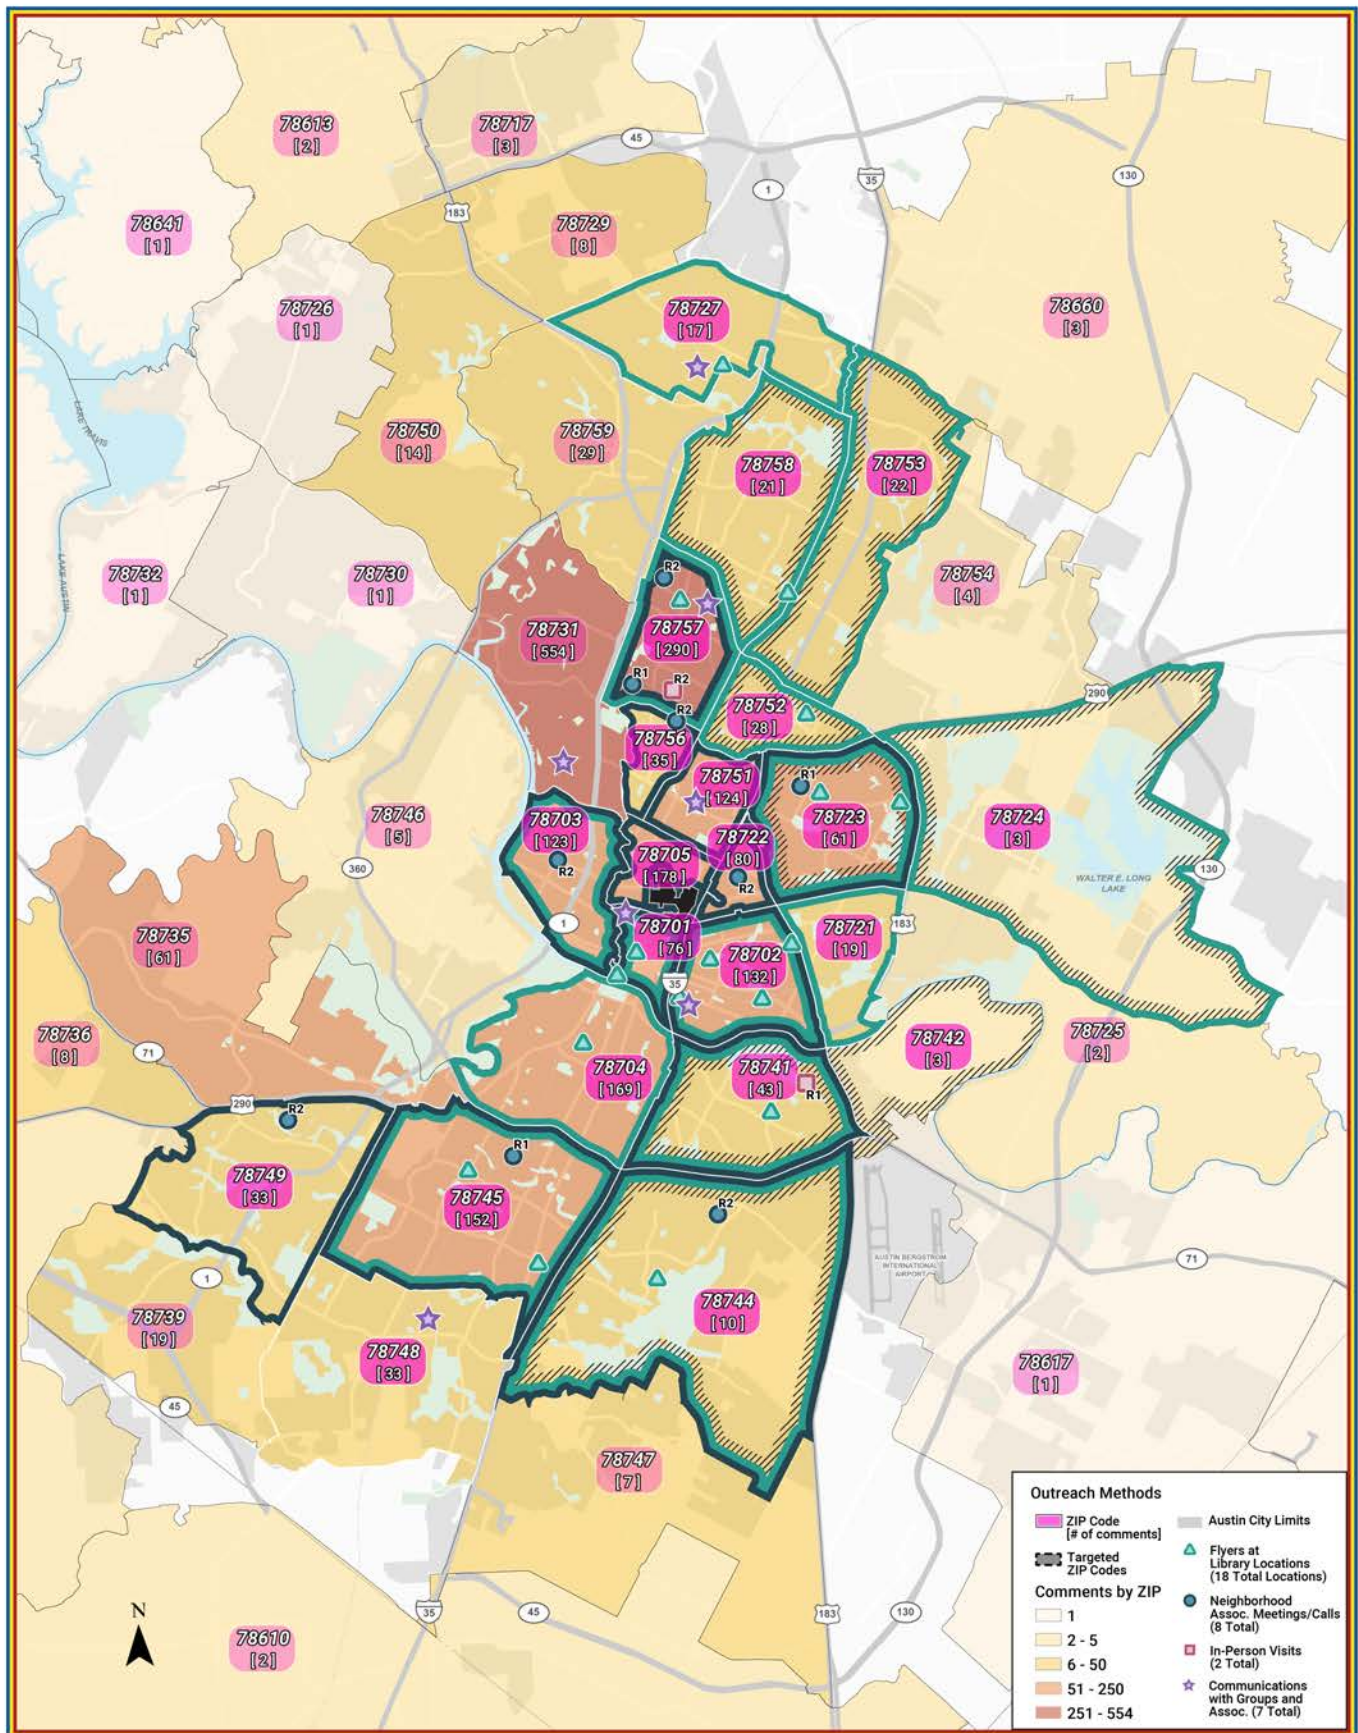 78613
[2]
78717
[3]
45
1
35
130
78641
[1]
183
78729
[8]
78726
[1]
78727
[17]
78660
[3]
LAKE TRAVIS
78750
[14]
78759
[29]
78758
[21]
78753
[22]
78732
[1]
LAKE AUSTIN
78730
[1]
R2
78754
[4]
78731
[554]
78757
[290]
R1
R2
290
R2
78752
[28]
78756
[35]
78751
[124]
R1
78746
[5]
78703
[123]
78723
[61]
78724
[3]
78722
[80]
78705
[178]
R2
R2
360
130
WALTER E. LONG
LAKE
78735
[61]
1
78701
[76]
78721
[19]
183
78702
[132]
35
78736
[8]
71
78742
[3]
78725
[2]
78704
[169]
78741
[43]
R1
290
R2
R1
78749
[33]
78745
[152]
R2
AUSTIN BERGSTROM
INTERNATIONAL
AIRPORT
71
1
78739
[19]
78744
[10]
78748
[33]
78617
[1]
45
78747
[7]
N
78610
[2]
35
45
183
130
Outreach Methods
ZIP Code
[# of comments]
Targeted
ZIP Codes
Comments by ZIP
1
2 - 5
6 - 50
51 - 250
251 - 554
Austin City Limits
Flyers at
Library Locations
(18 Total Locations)
Neighborhood
Assoc. Meetings/Calls
(8 Total)
In-Person Visits
(2 Total)
Communications
with Groups and
Assoc. (7 Total)